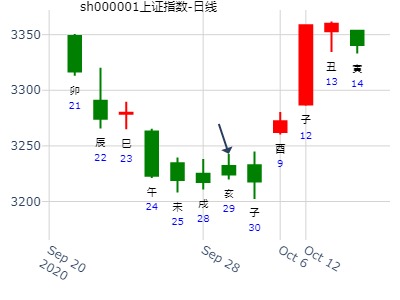 sh000001上证指数-日线
3350
3300
3250
3200
卯
21
辰
22
巳
23
午
24
未
25
戌
28
亥
29
子
30
酉
9
子
12
丑
13
寅
14
Sep 20
2020
Sep 28
Oct 6
Oct 12